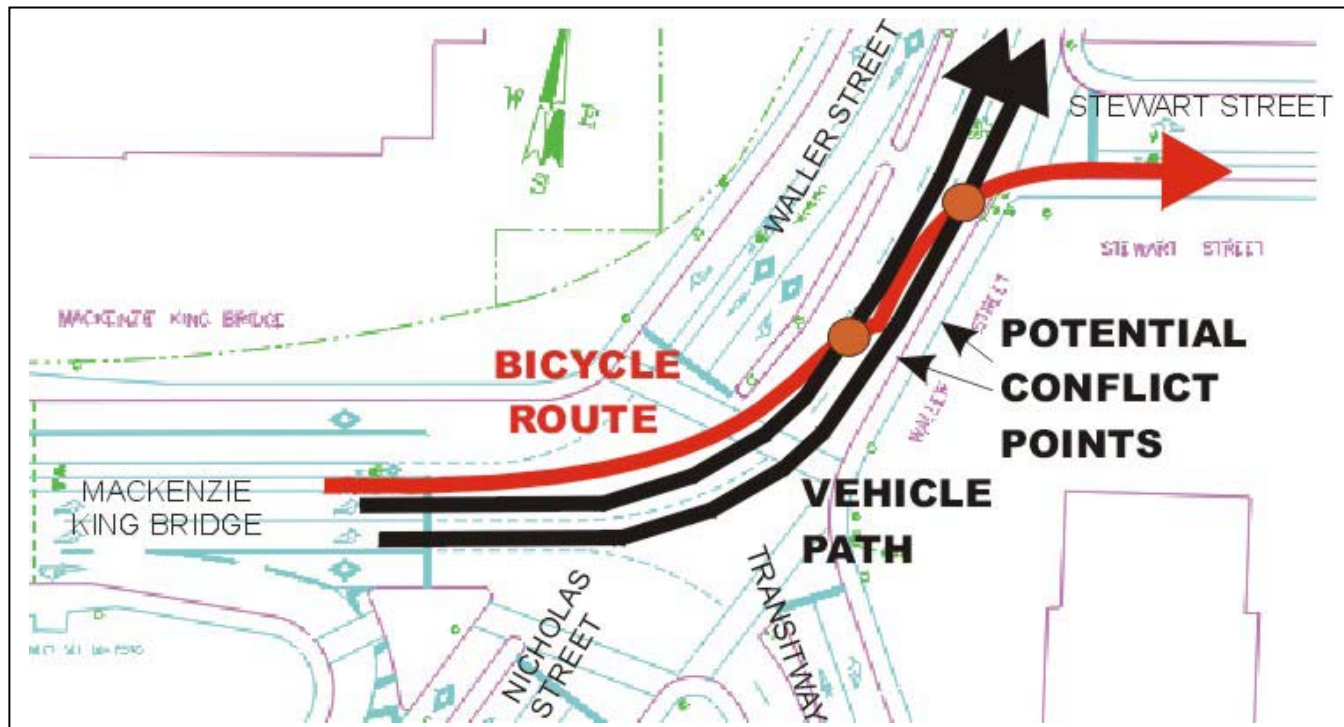 WALLER STREET
STEWART STREET
W
E
S
STEWART STREET
MACKENZIE KING BRIDGE
BICYCLE
ROUTE
POTENTIAL
CONFLICT
POINTS
WALLER STREET
MACKENZIE
KING BRIDGE
VEHICLE
PATH
NICHOLAS
STREET
TRANSITWAY